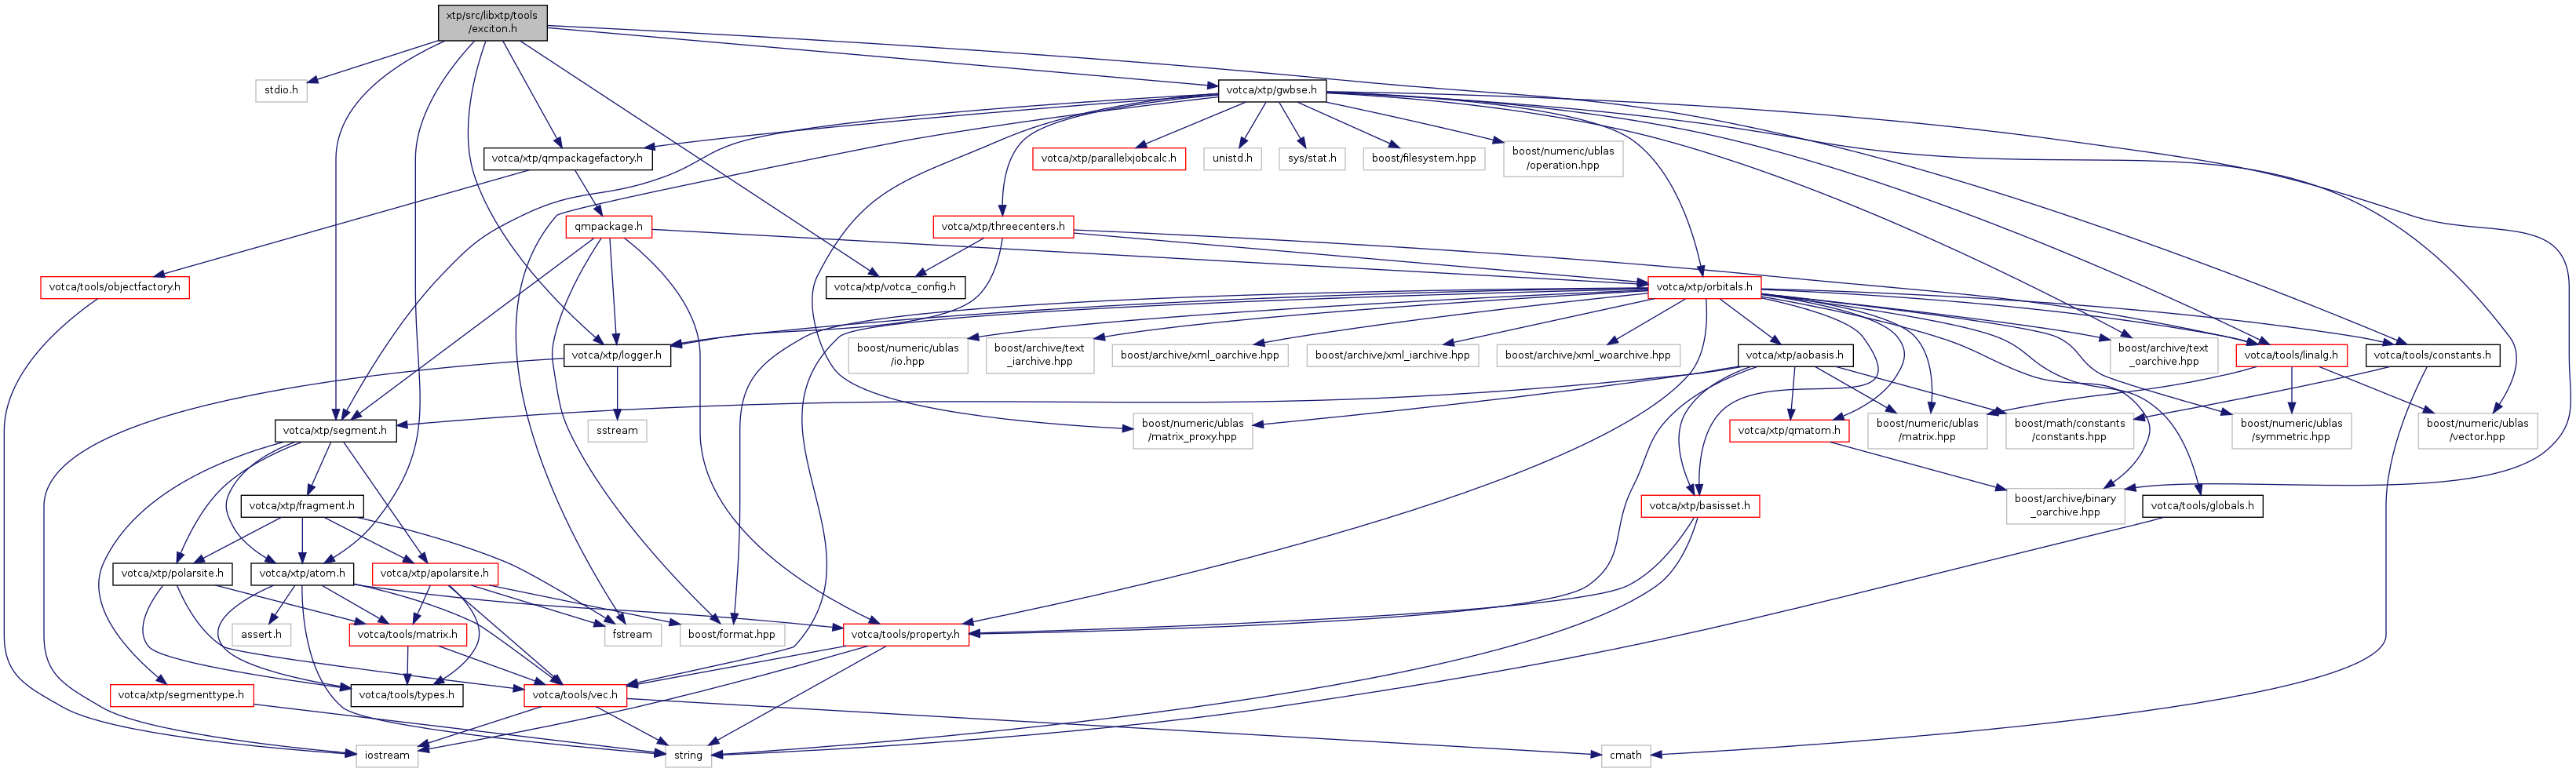 xtp/src/libxtp/tools
/exciton.h
stdio.h
votca/xtp/gwbse.h
votca/xtp/qmpackagefactory.h
votca/xtp/parallelxjobcalc.h
unistd.h
sys/stat.h
boost/filesystem.hpp
boost/numeric/ublas
/operation.hpp
qmpackage.h
votca/xtp/threecenters.h
votca/tools/objectfactory.h
votca/xtp/votca_config.h
votca/xtp/orbitals.h
votca/xtp/logger.h
boost/numeric/ublas
/io.hpp
boost/archive/text
_iarchive.hpp
boost/archive/xml_oarchive.hpp
boost/archive/xml_iarchive.hpp
boost/archive/xml_woarchive.hpp
votca/xtp/aobasis.h
boost/archive/text
_oarchive.hpp
votca/tools/linalg.h
votca/tools/constants.h
votca/xtp/segment.h
sstream
boost/numeric/ublas
/matrix_proxy.hpp
votca/xtp/qmatom.h
boost/numeric/ublas
/matrix.hpp
boost/math/constants
/constants.hpp
boost/numeric/ublas
/symmetric.hpp
boost/numeric/ublas
/vector.hpp
votca/xtp/fragment.h
votca/xtp/basisset.h
boost/archive/binary
_oarchive.hpp
votca/tools/globals.h
votca/xtp/polarsite.h
votca/xtp/atom.h
votca/xtp/apolarsite.h
assert.h
votca/tools/matrix.h
fstream
boost/format.hpp
votca/tools/property.h
votca/xtp/segmenttype.h
votca/tools/types.h
votca/tools/vec.h
iostream
string
cmath